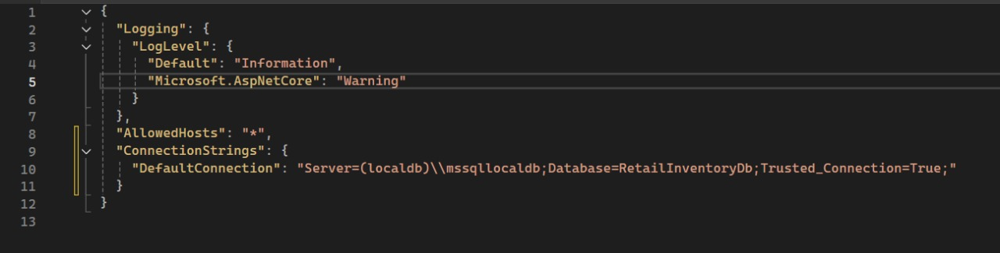 1 {
2 "Logging": {
3 "LogLevel": {
4 "Default": "Information",
5 "Microsoft.AspNetCore": "Warning"
6 }
7 },
8 "AllowedHosts": "*",
9 "ConnectionStrings": {
10 "DefaultConnection": "Server=(localdb)\\mssqllocaldb;Database=RetailInventoryDb;Trusted_Connection=True;"
11 }
12 }
13